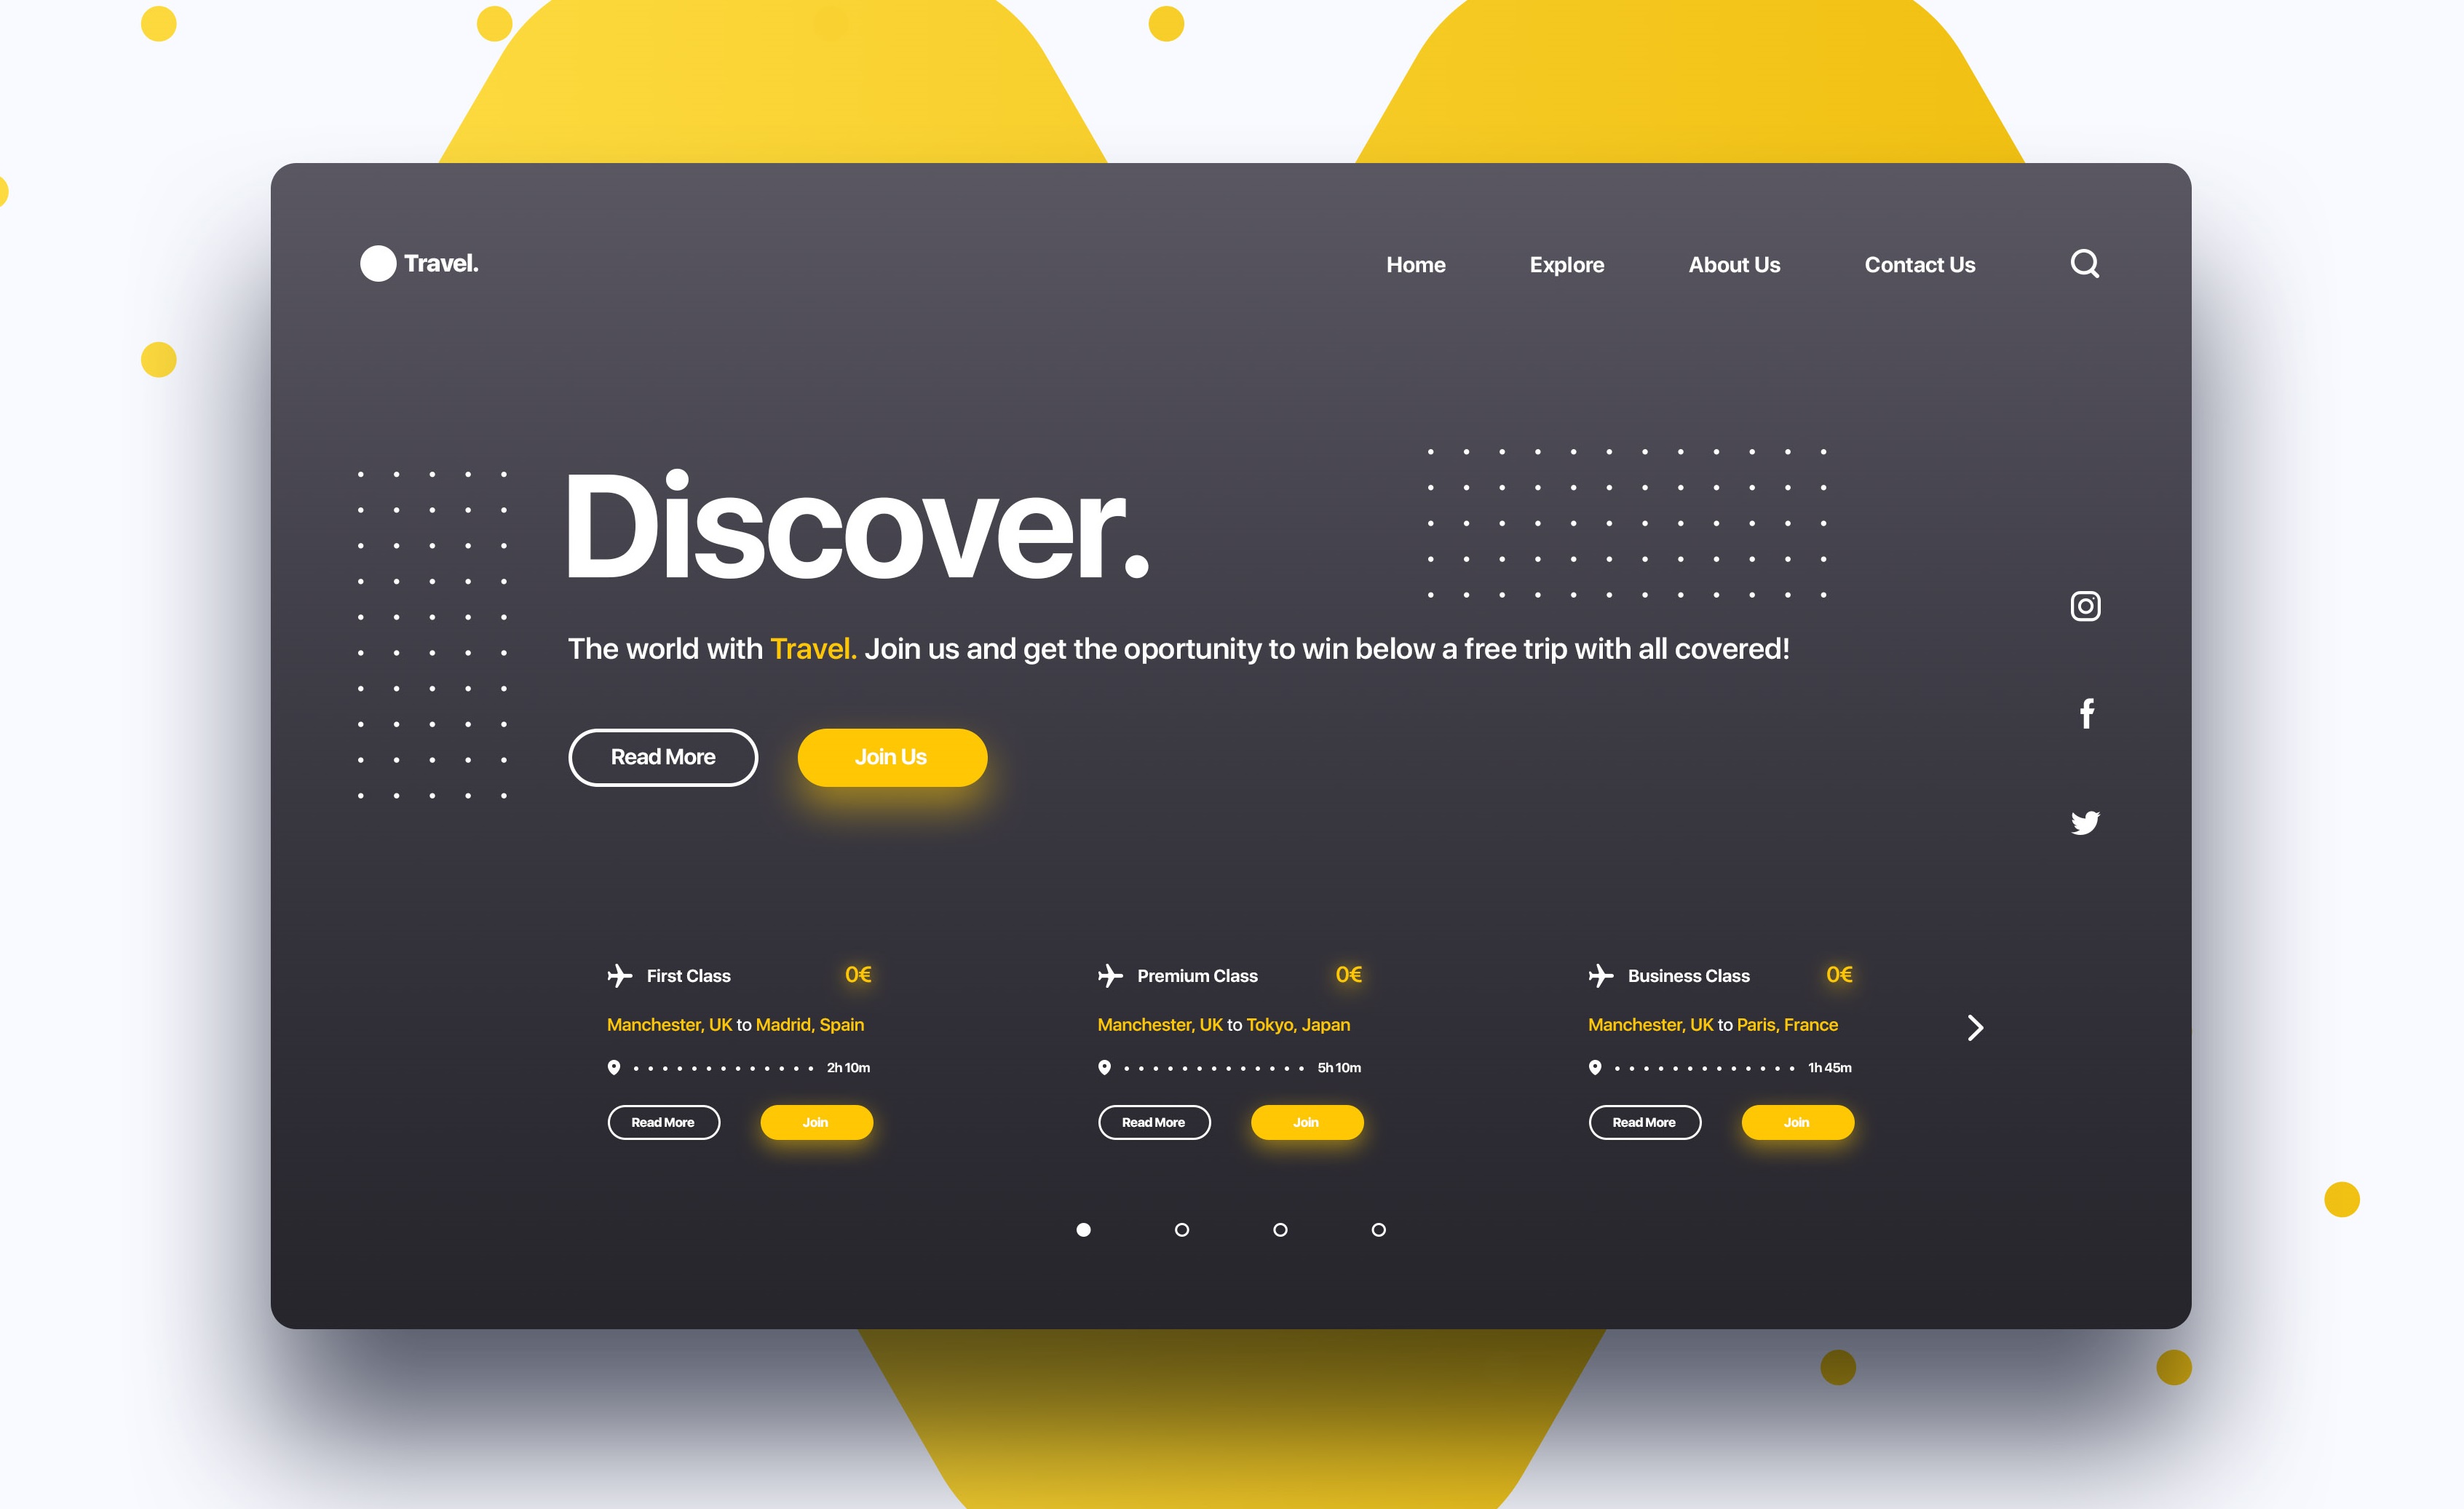 Travel.
Home Explore About Us Contact Us
Discover.
The world with Travel. Join us and get the oportunity to win below a free trip with all covered!
Read More Join Us
First Class 0€
Manchester, UK to Madrid, Spain
2h 10m
Read More Join
Premium Class 0€
Manchester, UK to Tokyo, Japan
5h 10m
Read More Join
Business Class 0€
Manchester, UK to Paris, France
1h 45m
Read More Join